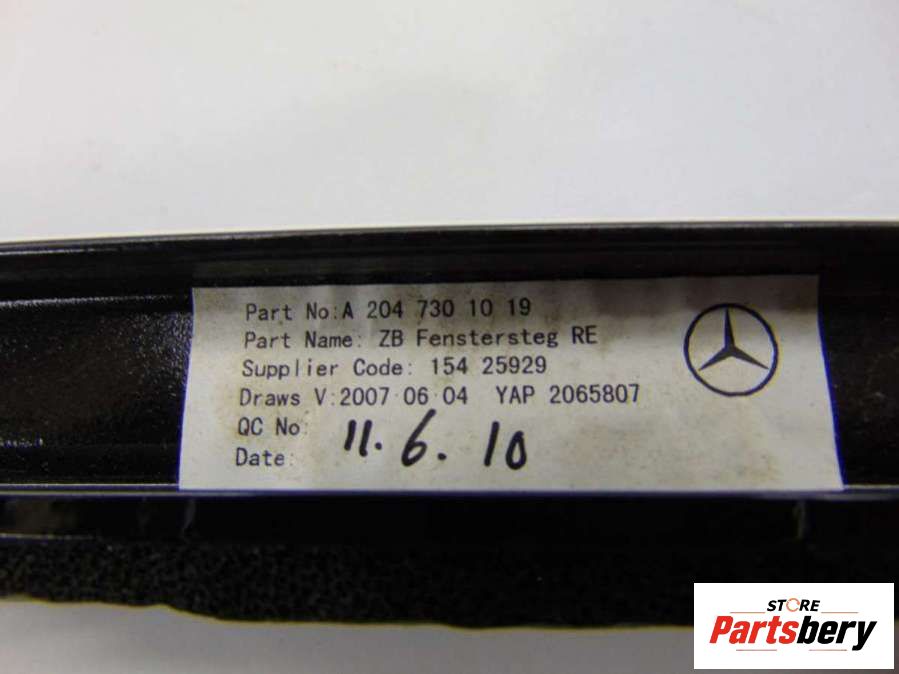 Part No:A 204 730 10 19
Part Name: ZB Fenstersteg RE
Supplier Code: 154 25929
Draws V:2007 06 04 YAP 2065807
QC No:
11. 6. 10
Date:
STORE
Partsbery